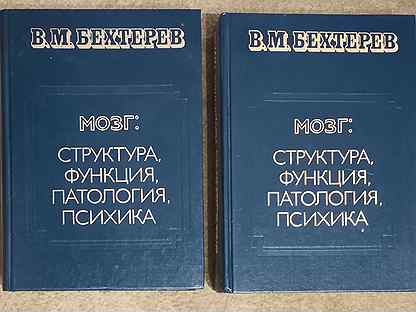 В.М. БЕХТЕРЕВ
МОЗГ:
СТРУКТУРА,
ФУНКЦИЯ,
ПАТОЛОГИЯ,
ПСИХИКА
В.М. БЕХТЕРЕВ
МОЗГ:
СТРУКТУРА,
ФУНКЦИЯ,
ПАТОЛОГИЯ,
ПСИХИКА